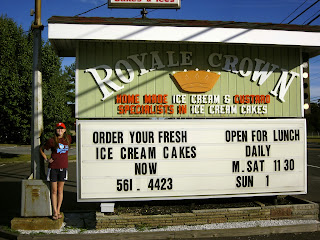 ROYALE CROWN
HOME MADE ICE CREAM & CUSTARD
SPECIALISTS IN ICE CREAM CAKES
ORDER YOUR FRESH
ICE CREAM CAKES
NOW
561.4423
OPEN FOR LUNCH
DAILY
M.SAT 11 30
SUN 1